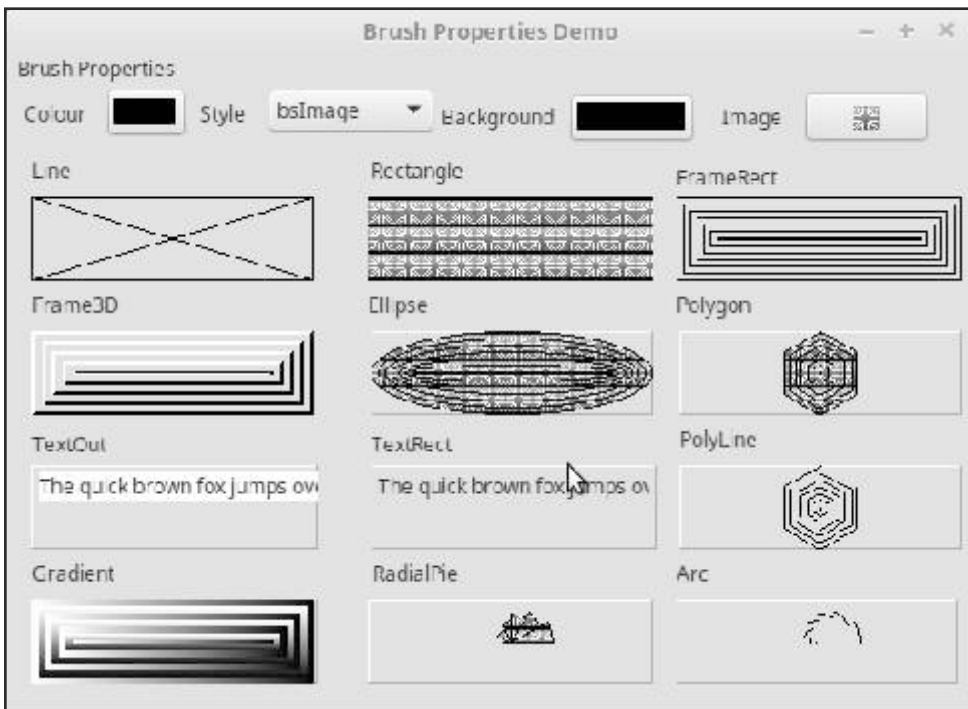 Brush Properties Demo
Brush Properties
Colour Style bsImage Background Image
Line Rectangle FrameRect
Frame3D Ellipse Polygon
TextOut TextRect PolyLine
The quick brown fox jumps ove The quick brown fox jumps ov
Gradient RadialPie Arc